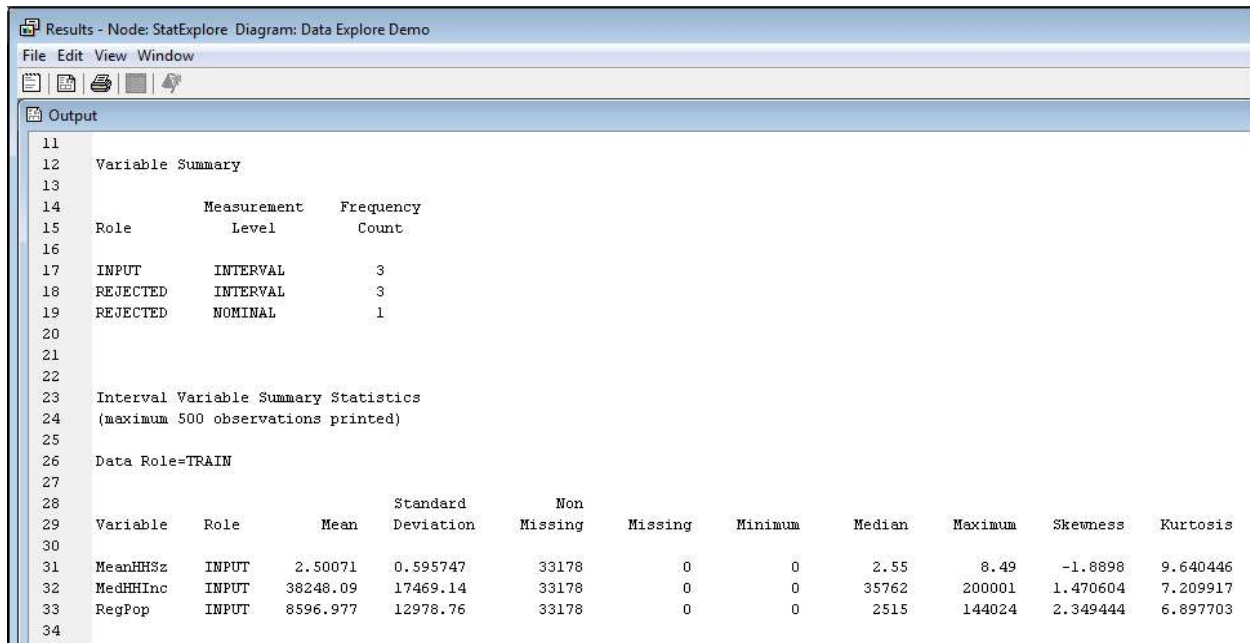 Results - Node: StatExplore Diagram: Data Explore Demo
File Edit View Window
Output
11
12 Variable Summary
13
14 Measurement Frequency
15 Role Level Count
16
17 INPUT INTERVAL 3
18 REJECTED INTERVAL 3
19 REJECTED NOMINAL 1
20
21
22
23 Interval Variable Summary Statistics
24 (maximum 500 observations printed)
25
26 Data Role=TRAIN
27
28 Standard Non
29 Variable Role Mean Deviation Missing Missing Minimum Median Maximum Skewness Kurtosis
30
31 MeanHHSz INPUT 2.50071 0.595747 33178 0 0 2.55 8.49 -1.8898 9.640446
32 MedHHInc INPUT 38248.09 17469.14 33178 0 0 35762 200001 1.470604 7.209917
33 RegPop INPUT 8596.977 12978.76 33178 0 0 2515 144024 2.349444 6.897703
34